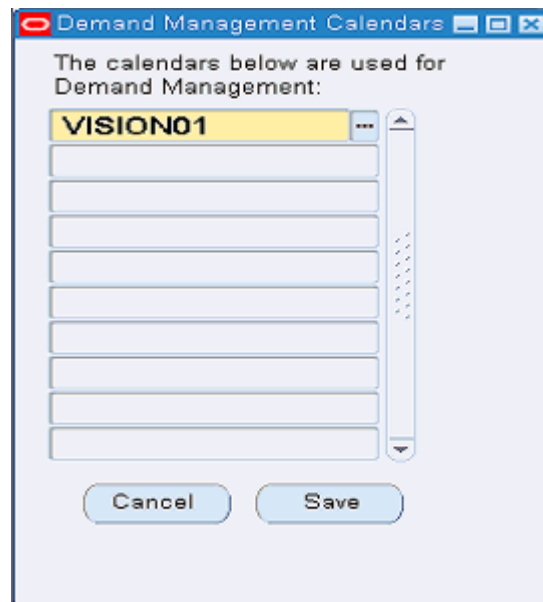 Demand Management Calendars
The calendars below are used for
Demand Management:
VISION01
Cancel
Save